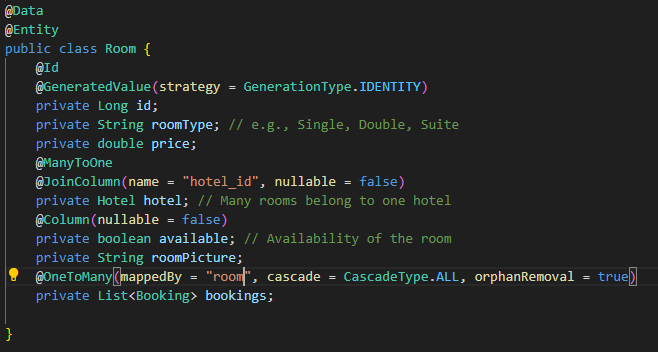 @Data
@Entity
public class Room {
    @Id
    @GeneratedValue(strategy = GenerationType.IDENTITY)
    private Long id;
    private String roomType; // e.g., Single, Double, Suite
    private double price;
    @ManyToOne
    @JoinColumn(name = "hotel_id", nullable = false)
    private Hotel hotel; // Many rooms belong to one hotel
    @Column(nullable = false)
    private boolean available; // Availability of the room
    private String roomPicture;
    @OneToMany(mappedBy = "room", cascade = CascadeType.ALL, orphanRemoval = true)
    private List<Booking> bookings;
}